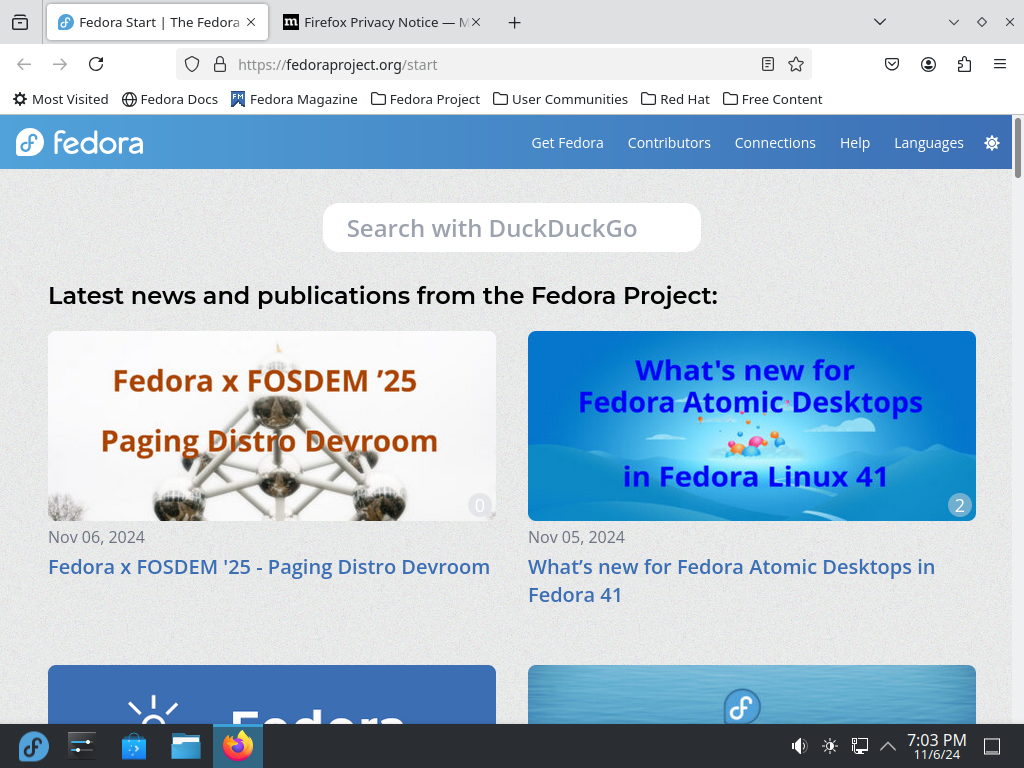 Fedora Start | The Fedora
Firefox Privacy Notice — M
https://fedoraproject.org/start
Most Visited
Fedora Docs
Fedora Magazine
Fedora Project
User Communities
Red Hat
Free Content
fedora
Get Fedora
Contributors
Connections
Help
Languages
Search with DuckDuckGo
Latest news and publications from the Fedora Project:
Fedora x FOSDEM ’25
Paging Distro Devroom
0
Nov 06, 2024
Fedora x FOSDEM '25 - Paging Distro Devroom
What's new for
Fedora Atomic Desktops
in Fedora Linux 41
2
Nov 05, 2024
What’s new for Fedora Atomic Desktops in
Fedora 41
Fedora
7:03 PM
11/6/24